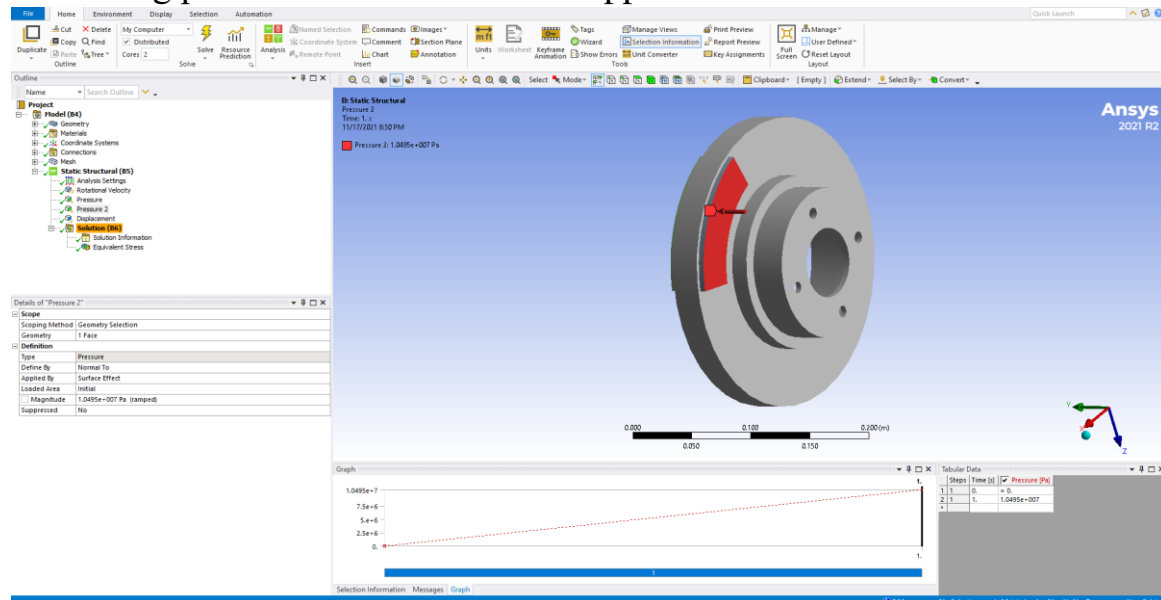 File Home Environment Display Selection Automation Quick Launch
Duplicate Cut Copy Paste Delete Find Tree
Outline
My Computer Distributed Cores 2 Solve Resource Prediction
Solve
Analysis Named Selection Coordinate System Remote Point Commands Comment Chart Images Section Plane Annotation
Insert
Units Worksheet Keyframe Animation Tags Wizard Show Errors Manage Views Selection Information Unit Converter Print Preview Report Preview Key Assignments
Tools
Full Screen Manage User Defined Reset Layout
Layout
Outline
Name Search Outline
Project
Model (B4)
Geometry
Materials
Coordinate Systems
Connections
Mesh
Static Structural (B5)
Analysis Settings
Rotational Velocity
Pressure
Pressure 2
Displacement
Solution (B6)
Solution Information
Equivalent Stress
Details of "Pressure 2"
Scope
Scoping Method Geometry Selection
Geometry 1 Face
Definition
Type Pressure
Define By Normal To
Applied By Surface Effect
Loaded Area Initial
Magnitude 1.0495e+007 Pa (ramped)
Suppressed No
Select Mode Clipboard [Empty] Extend Select By Convert
B: Static Structural
Pressure 2
Time: 1. s
11/17/2021 8:30 PM
Pressure 2: 1.0495e+007 Pa
Ansys
2021 R2
0.000 0.100 0.200 (m)
0.050 0.150
Y X Z
Graph
1.
1.0495e+7
7.5e+6
5.e+6
2.5e+6
0.
1.
1
Selection Information Messages Graph
Tabular Data
Steps Time [s] Pressure [Pa]
1 1 0. = 0.
2 1 1. 1.0495e+007
*